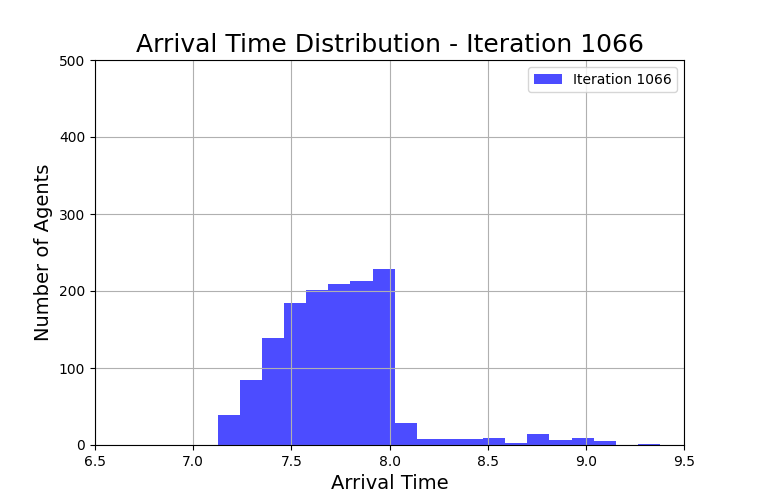 Arrival Time Distribution - Iteration 1066
Iteration 1066
Number of Agents
500
400
300
200
100
0
6.5 7.0 7.5 8.0 8.5 9.0 9.5
Arrival Time